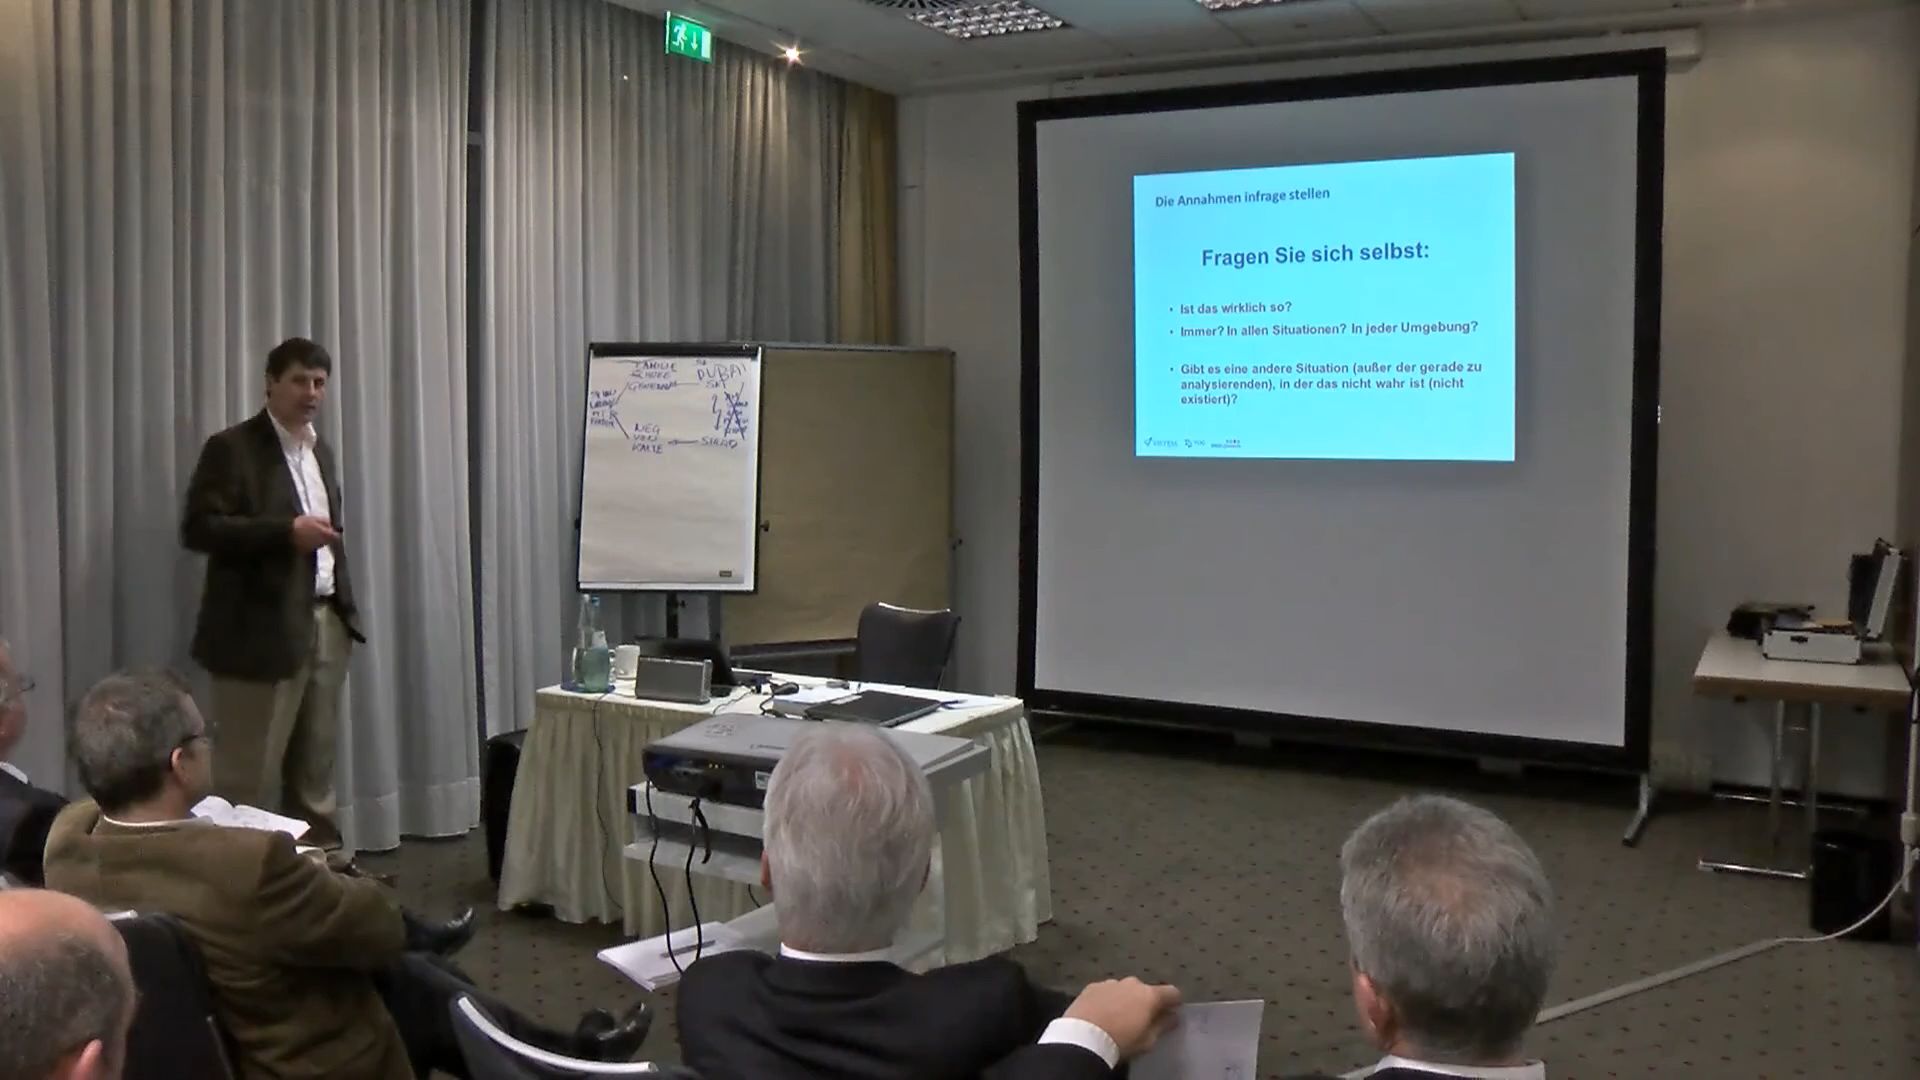 Die Annahmen infrage stellen
Fragen Sie sich selbst:
• Ist das wirklich so?
• Immer? In allen Situationen? In jeder Umgebung?
• Gibt es eine andere Situation (außer der gerade zu
analysierenden), in der das nicht wahr ist (nicht
existiert)?
FAMILIE
DUBAI
NEG